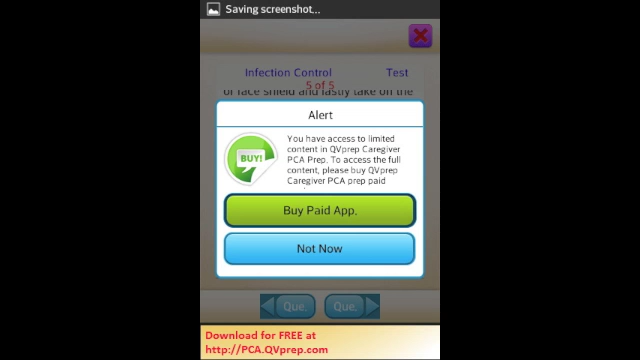 Saving screenshot...
Infection Control Test
5 of 5
or face shield and lastly take on the
Alert
BUY!
You have access to limited
content in QVprep Caregiver
PCA Prep. To access the full
content, please buy QVprep
Caregiver PCA prep paid
Buy Paid App.
Not Now
Que. Que.
Download for FREE at
http://PCA.QVprep.com